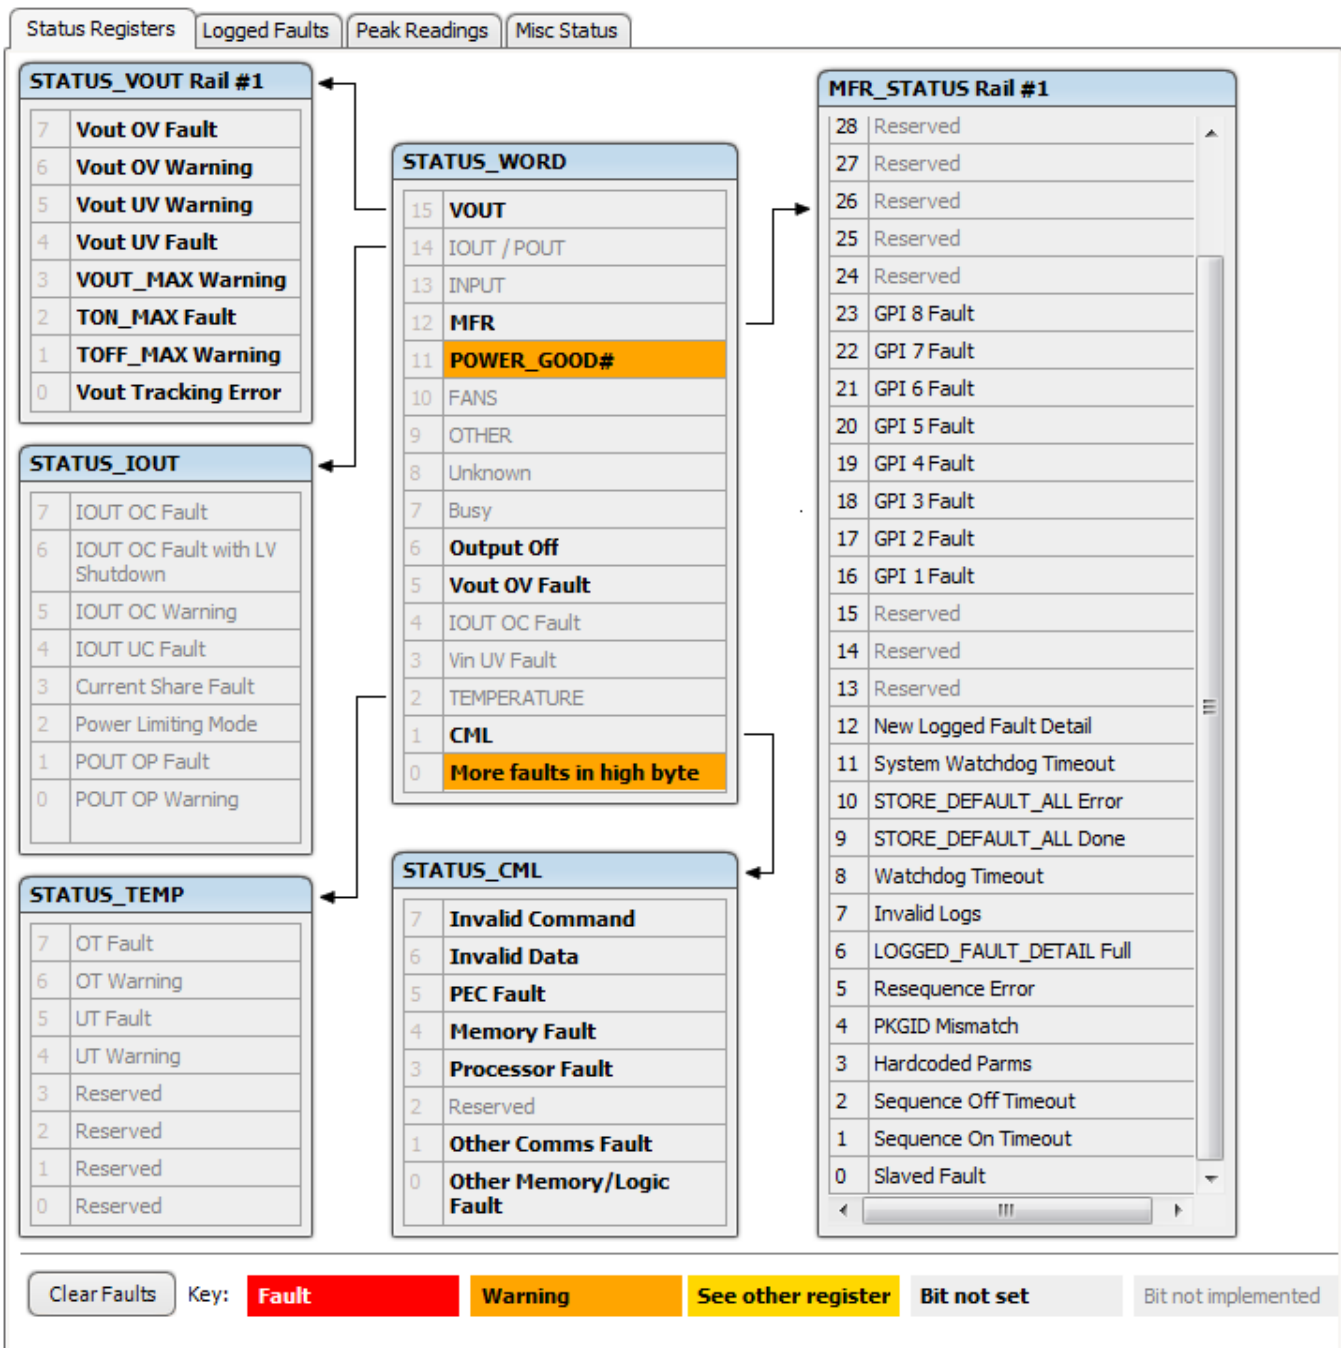 Status Registers Logged Faults Peak Readings Misc Status
STATUS_VOUT Rail #1
7 Vout OV Fault
6 Vout OV Warning
5 Vout UV Warning
4 Vout UV Fault
3 VOUT_MAX Warning
2 TON_MAX Fault
1 TOFF_MAX Warning
0 Vout Tracking Error
STATUS_IOUT
7 IOUT OC Fault
6 IOUT OC Fault with LV
Shutdown
5 IOUT OC Warning
4 IOUT UC Fault
3 Current Share Fault
2 Power Limiting Mode
1 POUT OP Fault
0 POUT OP Warning
STATUS_TEMP
7 OT Fault
6 OT Warning
5 UT Fault
4 UT Warning
3 Reserved
2 Reserved
1 Reserved
0 Reserved
STATUS_WORD
15 VOUT
14 IOUT / POUT
13 INPUT
12 MFR
11 POWER_GOOD#
10 FANS
9 OTHER
8 Unknown
7 Busy
6 Output Off
5 Vout OV Fault
4 IOUT OC Fault
3 Vin UV Fault
2 TEMPERATURE
1 CML
0 More faults in high byte
STATUS_CML
7 Invalid Command
6 Invalid Data
5 PEC Fault
4 Memory Fault
3 Processor Fault
2 Reserved
1 Other Comms Fault
0 Other Memory/Logic
Fault
MFR_STATUS Rail #1
28 Reserved
27 Reserved
26 Reserved
25 Reserved
24 Reserved
23 GPI 8 Fault
22 GPI 7 Fault
21 GPI 6 Fault
20 GPI 5 Fault
19 GPI 4 Fault
18 GPI 3 Fault
17 GPI 2 Fault
16 GPI 1 Fault
15 Reserved
14 Reserved
13 Reserved
12 New Logged Fault Detail
11 System Watchdog Timeout
10 STORE_DEFAULT_ALL Error
9 STORE_DEFAULT_ALL Done
8 Watchdog Timeout
7 Invalid Logs
6 LOGGED_FAULT_DETAIL Full
5 Resequence Error
4 PKGID Mismatch
3 Hardcoded Parms
2 Sequence Off Timeout
1 Sequence On Timeout
0 Slaved Fault
Clear Faults Key: Fault Warning See other register Bit not set Bit not implemented